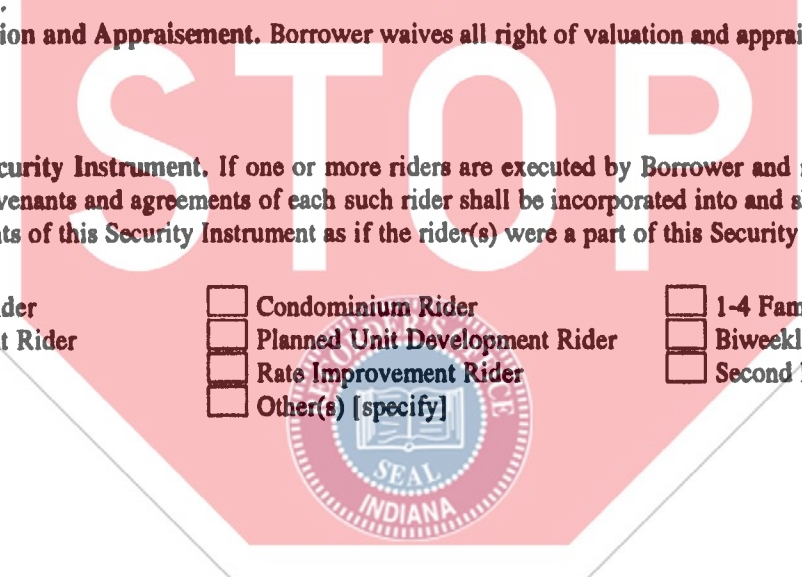 ion and Appraisement. Borrower waives all right of valuation and apprai
STOP
curity Instrument. If one or more riders are executed by Borrower and
venants and agreements of each such rider shall be incorporated into and s
ts of this Security Instrument as if the rider(s) were a part of this Security
der
Condominium Rider
1-4 Fam
t Rider
Planned Unit Development Rider
Biweekl
Rate Improvement Rider
Second
Other(s) [specify]
RECORDER'S OFFICE
SEAL
INDIANA